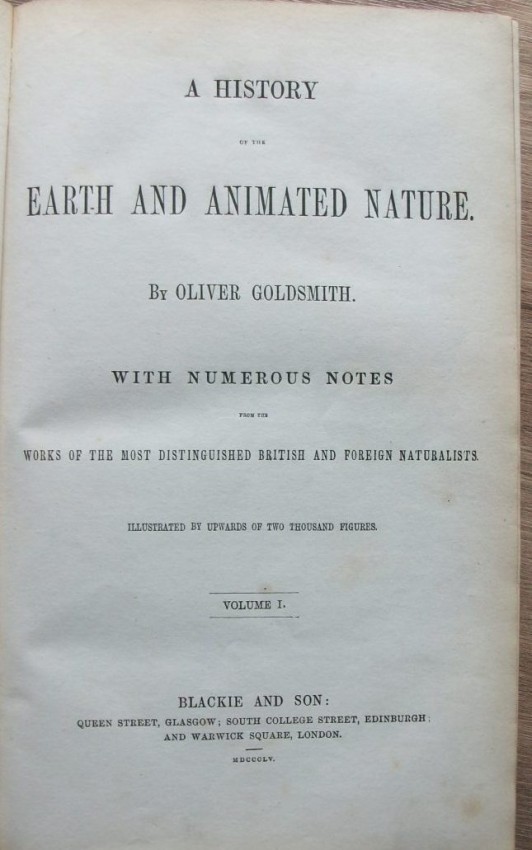 A HISTORY
OF THE
EARTH AND ANIMATED NATURE.
By OLIVER GOLDSMITH.
WITH NUMEROUS NOTES
FROM THE
WORKS OF THE MOST DISTINGUISHED BRITISH AND FOREIGN NATURALISTS.
ILLUSTRATED BY UPWARDS OF TWO THOUSAND FIGURES.
VOLUME I.
BLACKIE AND SON:
QUEEN STREET, GLASGOW; SOUTH COLLEGE STREET, EDINBURGH;
AND WARWICK SQUARE, LONDON.
MDCCCLV.